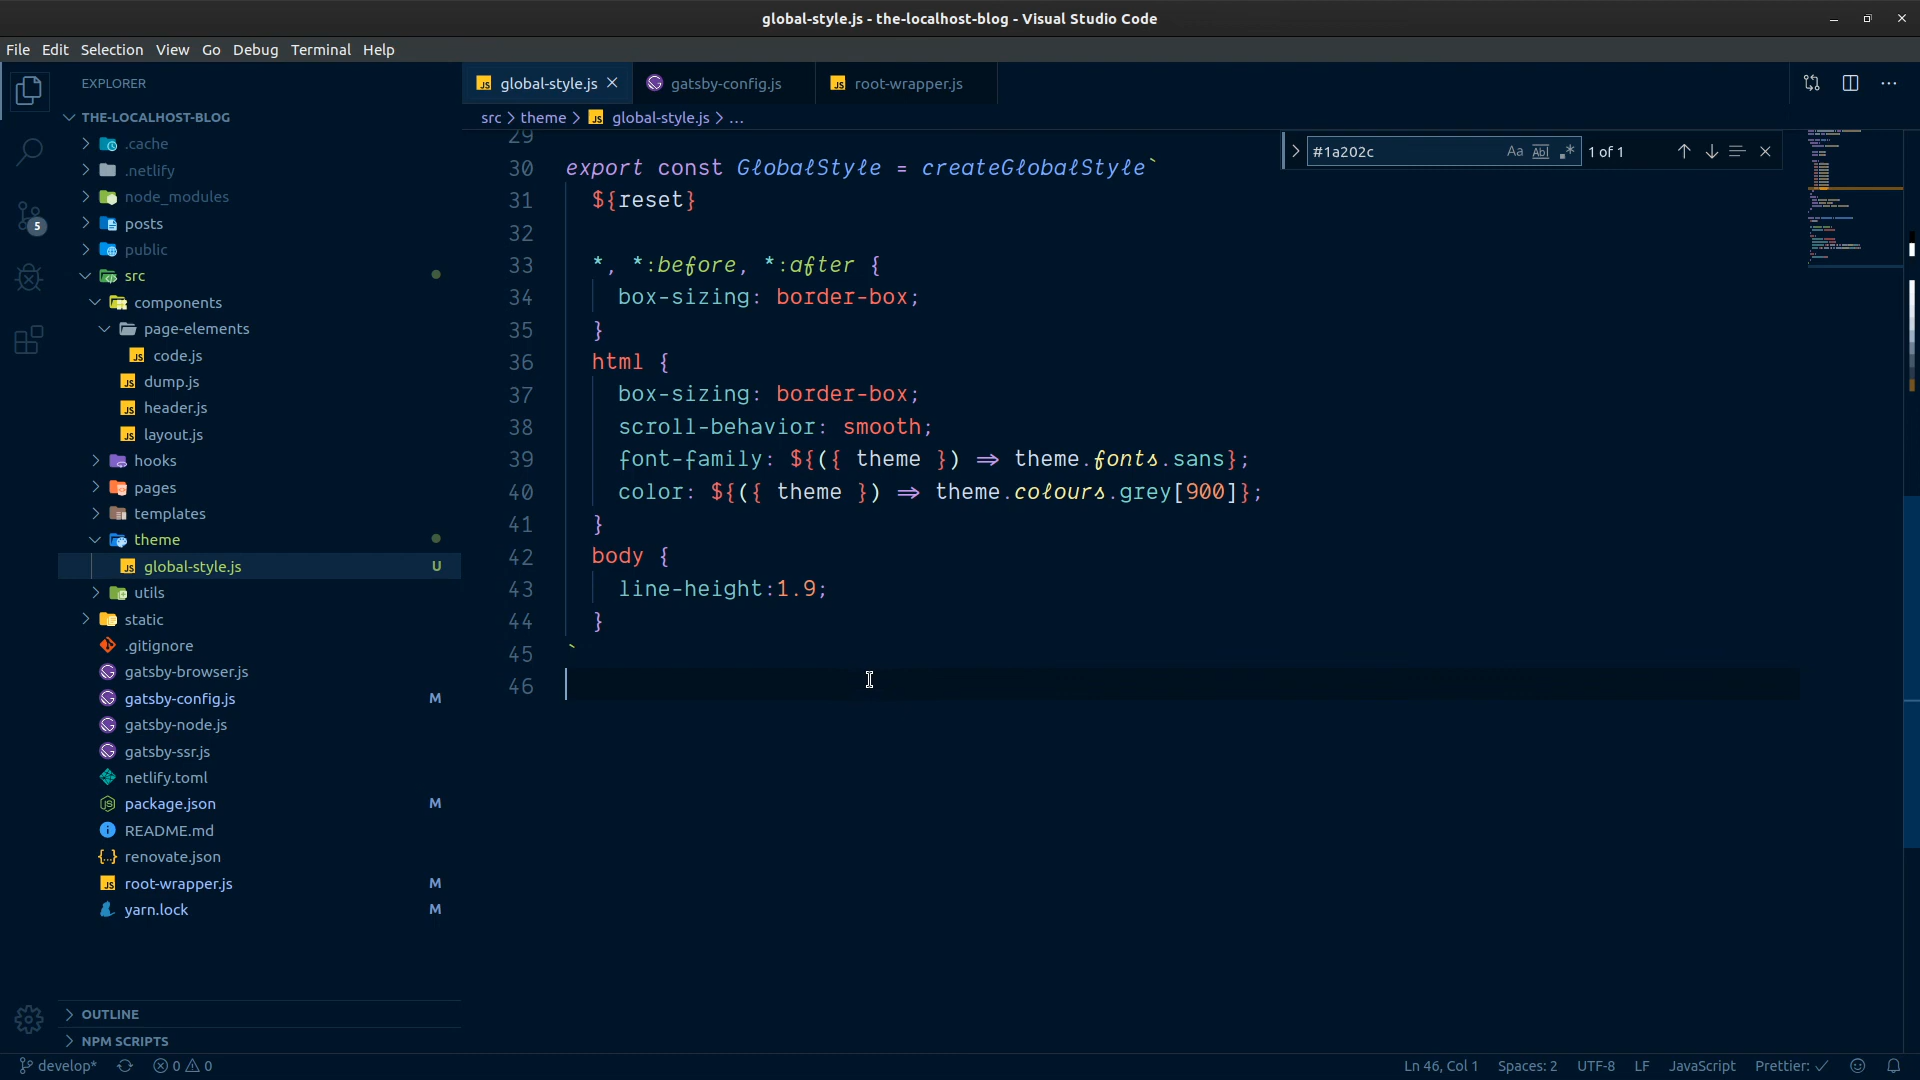 global-style.js - the-localhost-blog - Visual Studio Code
File Edit Selection View Go Debug Terminal Help
EXPLORER
THE-LOCALHOST-BLOG
.cache
.netlify
node_modules
posts
public
src
components
page-elements
code.js
dump.js
header.js
layout.js
hooks
pages
templates
theme
global-style.js U
utils
static
.gitignore
gatsby-browser.js
gatsby-config.js M
gatsby-node.js
gatsby-ssr.js
netlify.toml
package.json M
README.md
renovate.json
root-wrapper.js M
yarn.lock M
OUTLINE
NPM SCRIPTS
5
global-style.js gatsby-config.js root-wrapper.js
src > theme > global-style.js > ...
#1a202c Aa Abl .* 1 of 1
29
30 export const GlobalStyle = createGlobalStyle`
31 ${reset}
32
33 *, *:before, *:after {
34 box-sizing: border-box;
35 }
36 html {
37 box-sizing: border-box;
38 scroll-behavior: smooth;
39 font-family: ${({ theme }) => theme.fonts.sans};
40 color: ${({ theme }) => theme.colours.grey[900]};
41 }
42 body {
43 line-height:1.9;
44 }
45 `
46
develop* 0 0 Ln 46, Col 1 Spaces: 2 UTF-8 LF JavaScript Prettier: ✓